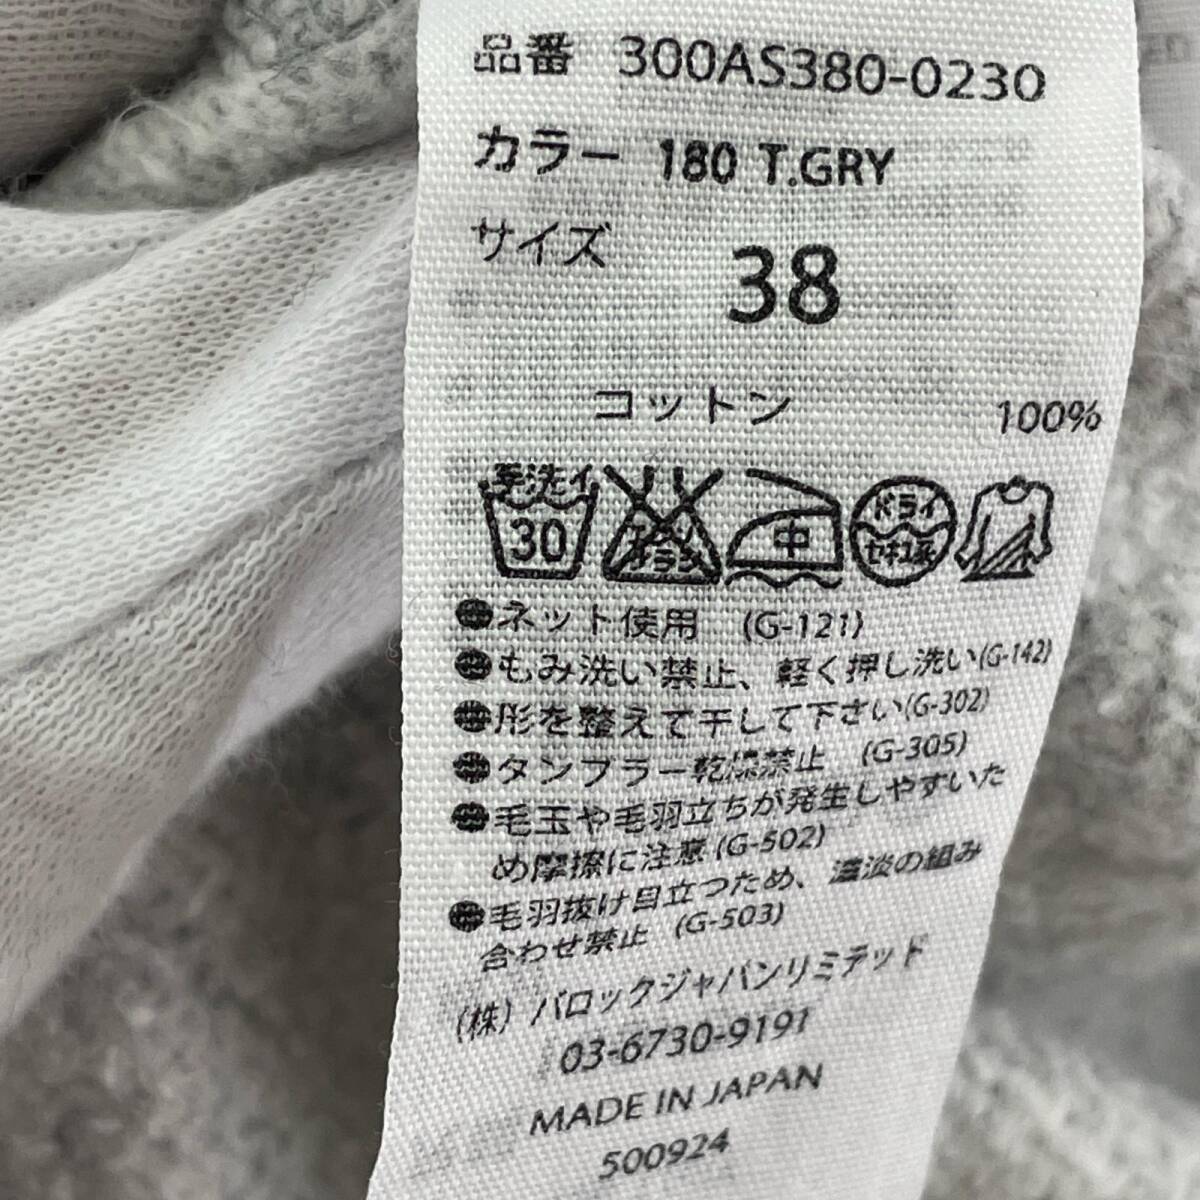 品番 300AS380-0230
カラー 180 T.GRY
サイズ
38
コットン 100%
手洗イ
30
中
ドライ
セキユ系
●ネット使用 (G-121)
●もみ洗い禁止、軽く押し洗い(G-142)
●形を整えて干して下さい(G-302)
●タンブラー乾燥禁止 (G-305)
●毛玉や毛羽立ちが発生しやすいた
め摩擦に注意(G-502)
●毛羽抜け目立つため、濃淡の組み
合わせ禁止 (G-503)
(株)バロックジャパンリミテッド
03-6730-9191
MADE IN JAPAN
500924